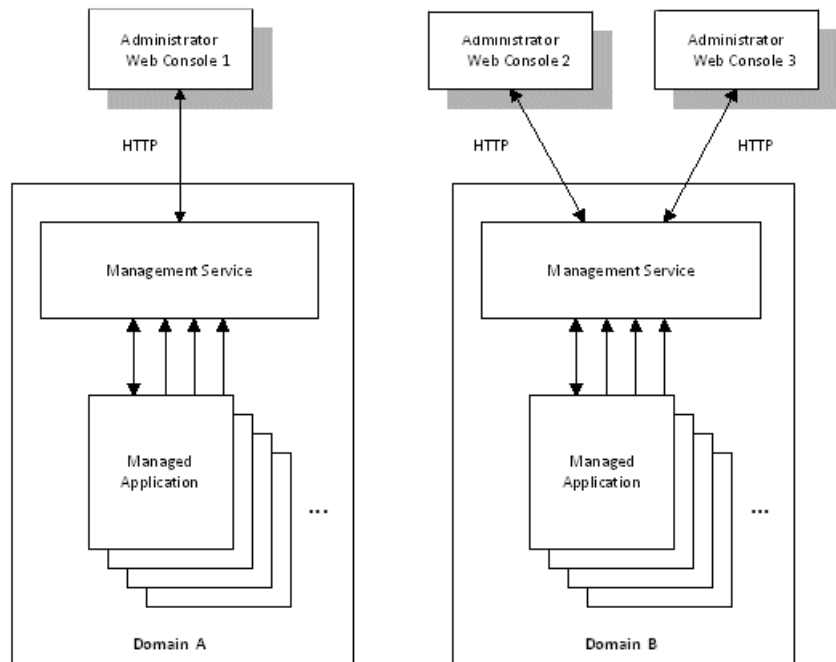 Administrator
Web Console 1
Administrator
Web Console 2
Administrator
Web Console 3
HTTP
HTTP
HTTP
Management Service
Management Service
Managed
Application
...
Managed
Application
...
Domain A
Domain B